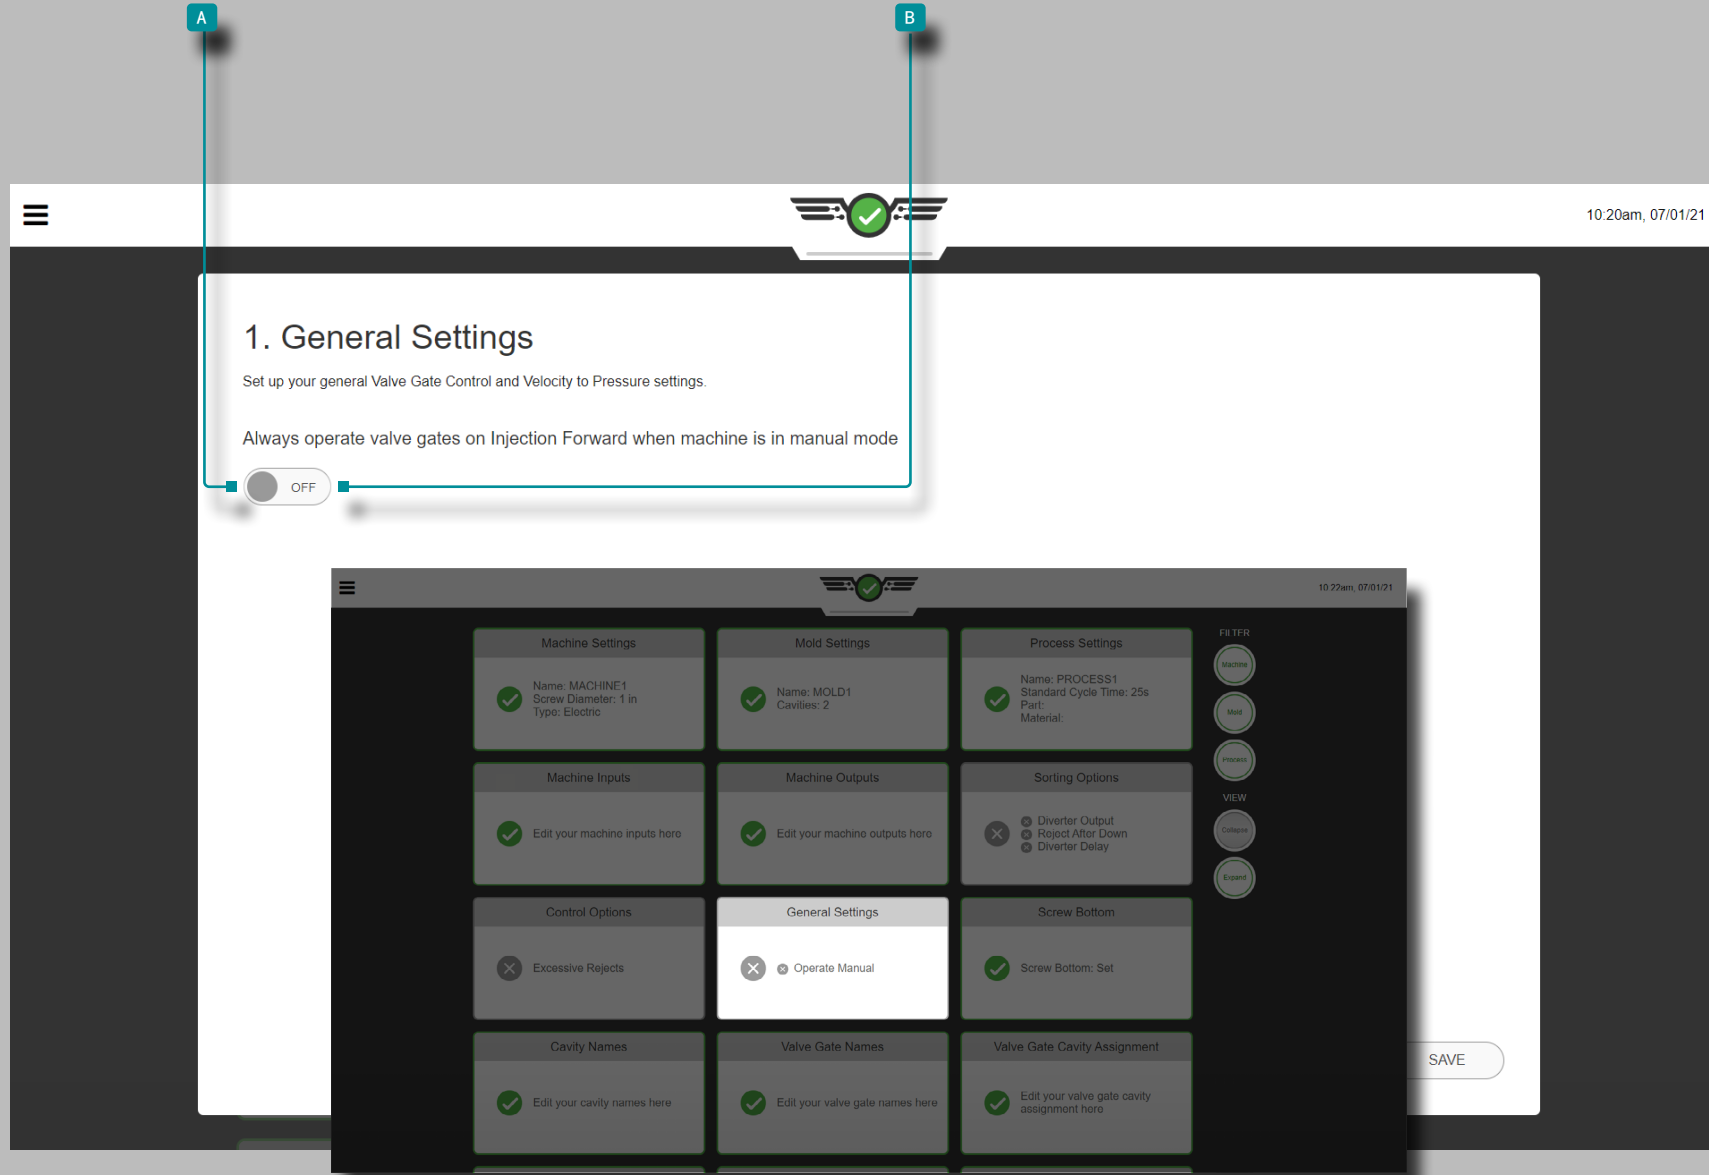 A
B
10:20am, 07/01/21
1. General Settings
Set up your general Valve Gate Control and Velocity to Pressure settings.
Always operate valve gates on Injection Forward when machine is in manual mode
OFF
10:22am, 07/01/21
Machine Settings
Name: MACHINE1
Screw Diameter: 1 in
Type: Electric
Mold Settings
Name: MOLD1
Cavities: 2
Process Settings
Name: PROCESS1
Standard Cycle Time: 25s
Part:
Material:
FILTER
Machine
Mold
Process
VIEW
Collapse
Expand
Machine Inputs
Edit your machine inputs here
Machine Outputs
Edit your machine outputs here
Sorting Options
Diverter Output
Reject After Down
Diverter Delay
Control Options
Excessive Rejects
General Settings
Operate Manual
Screw Bottom
Screw Bottom: Set
Cavity Names
Edit your cavity names here
Valve Gate Names
Edit your valve gate names here
Valve Gate Cavity Assignment
Edit your valve gate cavity
assignment here
SAVE